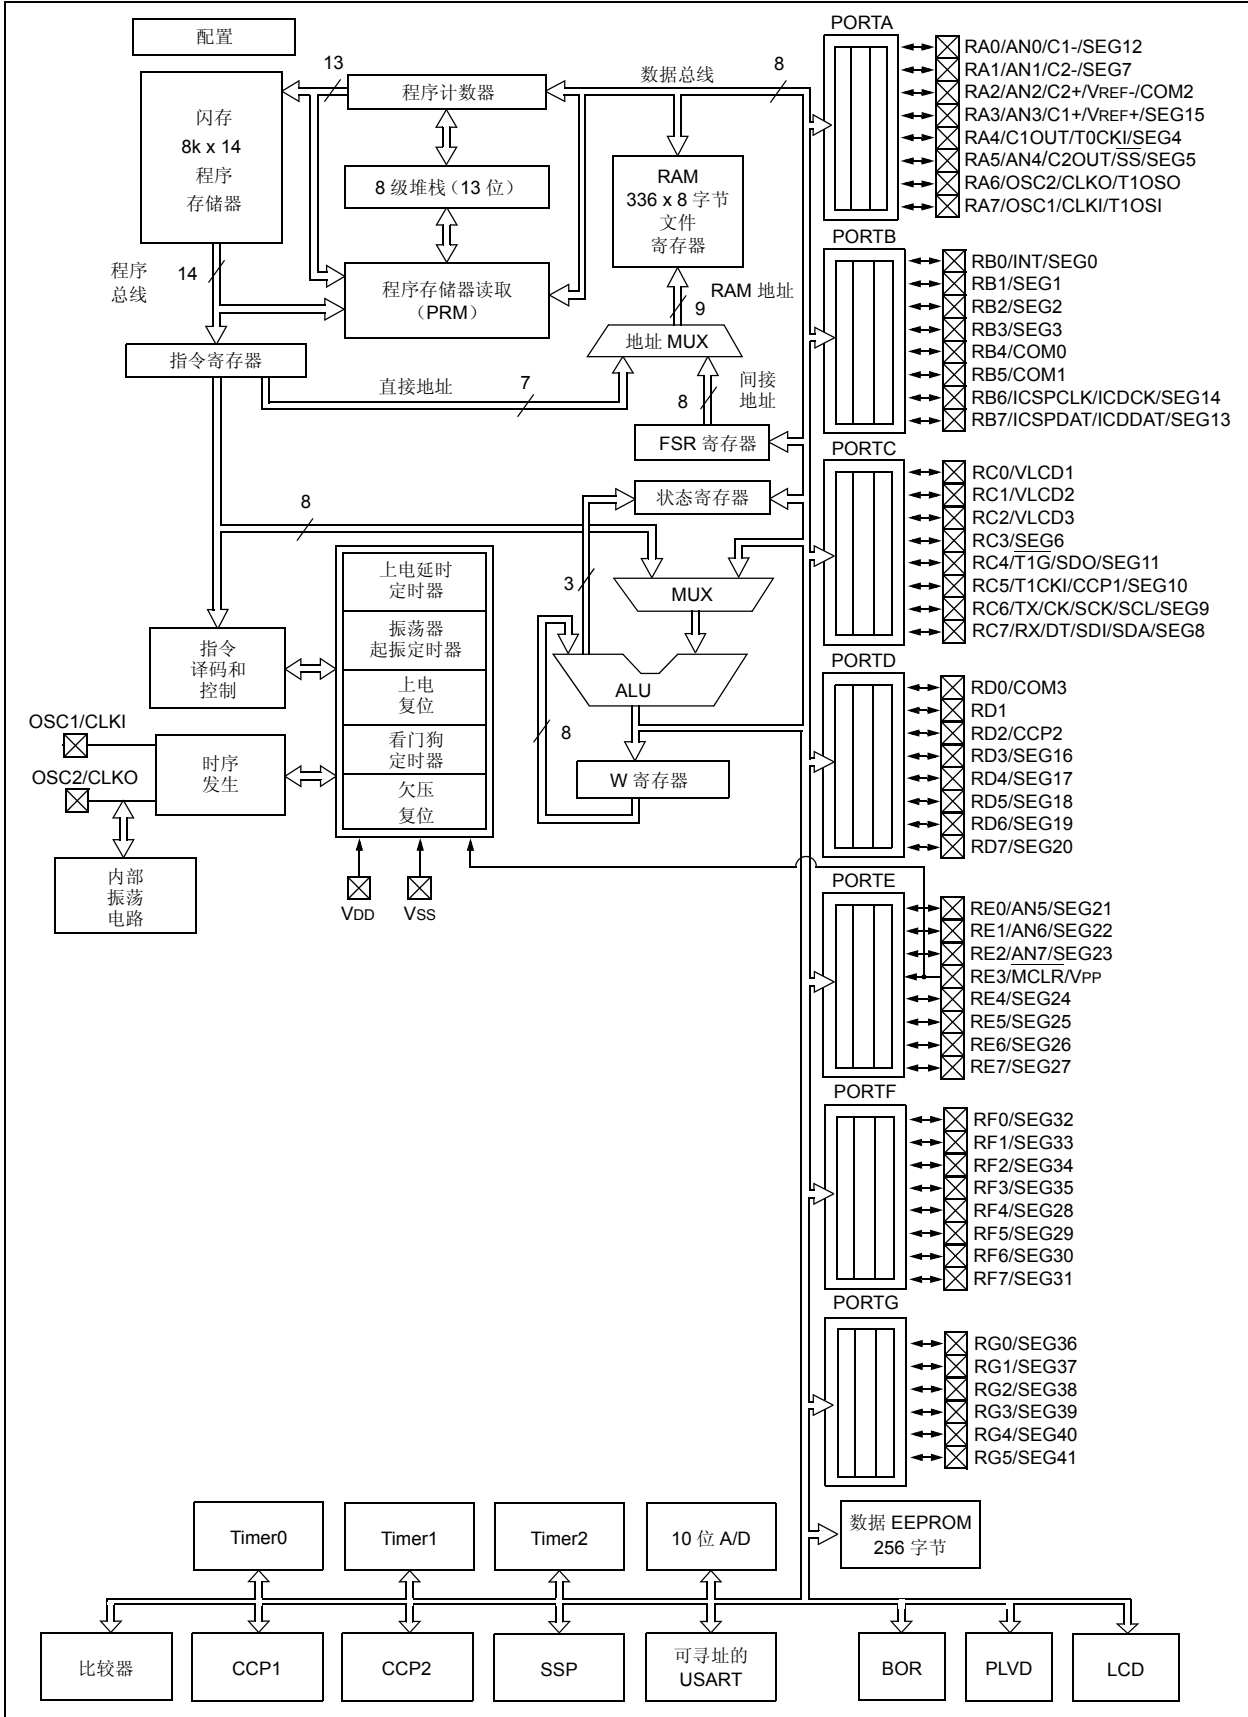 配置
闪存
8k x 14
程序
存储器
13
程序计数器
数据总线
8
8 级堆栈（13 位）
RAM
336 x 8 字节
文件
寄存器
程序
总线
14
程序存储器读取
（PRM）
RAM 地址
9
地址 MUX
指令寄存器
直接地址
7
间接
地址
8
FSR 寄存器
状态寄存器
8
3
MUX
上电延时
定时器
振荡器
起振定时器
上电
复位
看门狗
定时器
欠压
复位
指令
译码和
控制
ALU
8
W 寄存器
OSC1/CLKI
OSC2/CLKO
时序
发生
内部
振荡
电路
VDD
VSS
PORTA
RA0/AN0/C1-/SEG12
RA1/AN1/C2-/SEG7
RA2/AN2/C2+/VREF-/COM2
RA3/AN3/C1+/VREF+/SEG15
RA4/C1OUT/T0CKI/SEG4
RA5/AN4/C2OUT/SS/SEG5
RA6/OSC2/CLKO/T1OSO
RA7/OSC1/CLKI/T1OSI
PORTB
RB0/INT/SEG0
RB1/SEG1
RB2/SEG2
RB3/SEG3
RB4/COM0
RB5/COM1
RB6/ICSPCLK/ICDCK/SEG14
RB7/ICSPDAT/ICDDAT/SEG13
PORTC
RC0/VLCD1
RC1/VLCD2
RC2/VLCD3
RC3/SEG6
RC4/T1G/SDO/SEG11
RC5/T1CKI/CCP1/SEG10
RC6/TX/CK/SCK/SCL/SEG9
RC7/RX/DT/SDI/SDA/SEG8
PORTD
RD0/COM3
RD1
RD2/CCP2
RD3/SEG16
RD4/SEG17
RD5/SEG18
RD6/SEG19
RD7/SEG20
PORTE
RE0/AN5/SEG21
RE1/AN6/SEG22
RE2/AN7/SEG23
RE3/MCLR/VPP
RE4/SEG24
RE5/SEG25
RE6/SEG26
RE7/SEG27
PORTF
RF0/SEG32
RF1/SEG33
RF2/SEG34
RF3/SEG35
RF4/SEG28
RF5/SEG29
RF6/SEG30
RF7/SEG31
PORTG
RG0/SEG36
RG1/SEG37
RG2/SEG38
RG3/SEG39
RG4/SEG40
RG5/SEG41
数据 EEPROM
256 字节
Timer0
Timer1
Timer2
10 位 A/D
比较器
CCP1
CCP2
SSP
可寻址的
USART
BOR
PLVD
LCD